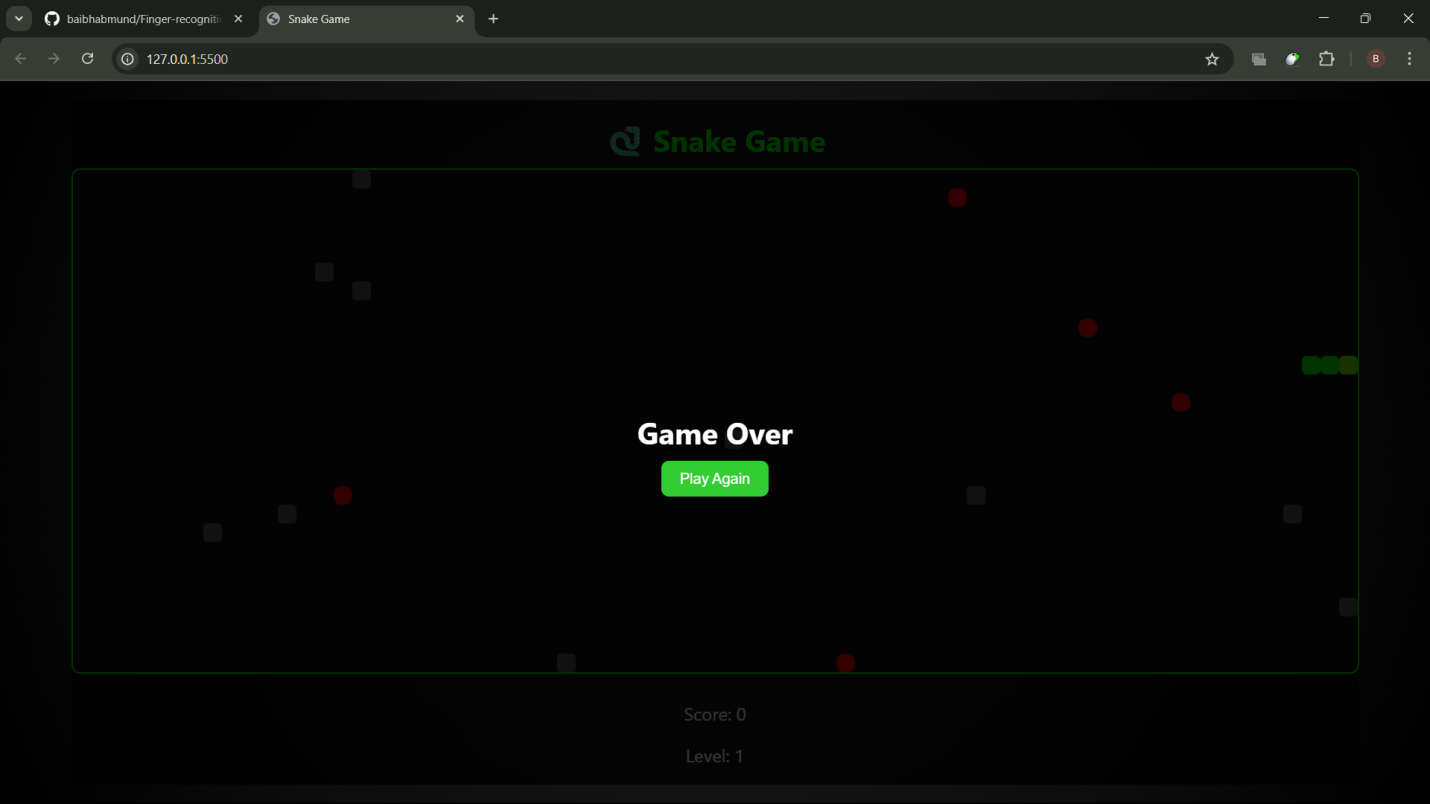 baibhabmund/Finger-recogniti
Snake Game
127.0.0.1:5500
B
Snake Game
Game Over
Play Again
Score: 0
Level: 1